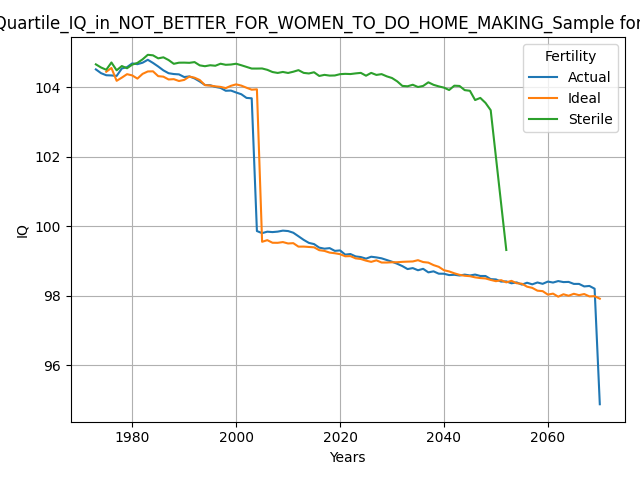 Quartile_IQ_in_NOT_BETTER_FOR_WOMEN_TO_DO_HOME_MAKING_Sample for
Fertility
Actual
Ideal
Sterile
IQ
104
102
100
98
96
1980 2000 2020 2040 2060
Years